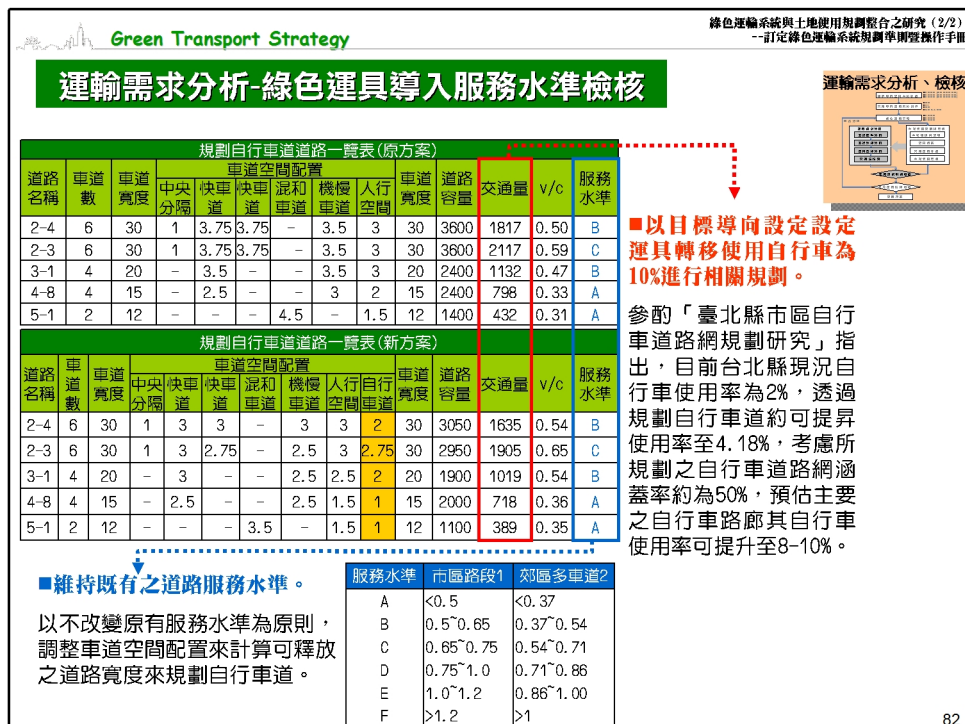 Green Transport Strategy
綠色運輸系統與土地使用規劃整合之研究（2/2）
--訂定綠色運輸系統規劃準則暨操作手冊
運輸需求分析-綠色運具導入服務水準檢核
運輸需求分析、檢核
規劃自行車道道路一覽表(原方案)
道路名稱 車道數 車道寬度 車道空間配置 車道寬度 道路容量 交通量 v/c 服務水準
中央分隔 快車道 快車道 混和車道 機慢車道 人行空間
2-4 6 30 1 3.75 3.75 - 3.5 3 30 3600 1817 0.50 B
2-3 6 30 1 3.75 3.75 - 3.5 3 30 3600 2117 0.59 C
3-1 4 20 - 3.5 - - 3.5 3 20 2400 1132 0.47 B
4-8 4 15 - 2.5 - - 3 2 15 2400 798 0.33 A
5-1 2 12 - - - 4.5 - 1.5 12 1400 432 0.31 A
規劃自行車道道路一覽表(新方案)
道路名稱 車道數 車道寬度 車道空間配置 車道寬度 道路容量 交通量 v/c 服務水準
中央分隔 快車道 快車道 混和車道 機慢車道 人行空間 自行車道
2-4 6 30 1 3 3 - 3 3 2 30 3050 1635 0.54 B
2-3 6 30 1 3 2.75 - 2.5 3 2.75 30 2950 1905 0.65 C
3-1 4 20 - 3 - - 2.5 2.5 2 20 1900 1019 0.54 B
4-8 4 15 - 2.5 - - 2.5 1.5 1 15 2000 718 0.36 A
5-1 2 12 - - - 3.5 - 1.5 1 12 1100 389 0.35 A
■以目標導向設定設定
運具轉移使用自行車為
10%進行相關規劃。
參酌「臺北縣市區自行
車道路網規劃研究」指
出，目前台北縣現況自
行車使用率為2%，透過
規劃自行車道約可提昇
使用率至4.18%，考慮所
規劃之自行車道路網涵
蓋率約為50%，預估主要
之自行車路廊其自行車
使用率可提升至8-10%。
■維持既有之道路服務水準。
以不改變原有服務水準為原則，
調整車道空間配置來計算可釋放
之道路寬度來規劃自行車道。
服務水準 市區路段1 郊區多車道2
A <0.5 <0.37
B 0.5~0.65 0.37~0.54
C 0.65~0.75 0.54~0.71
D 0.75~1.0 0.71~0.86
E 1.0~1.2 0.86~1.00
F >1.2 >1
82